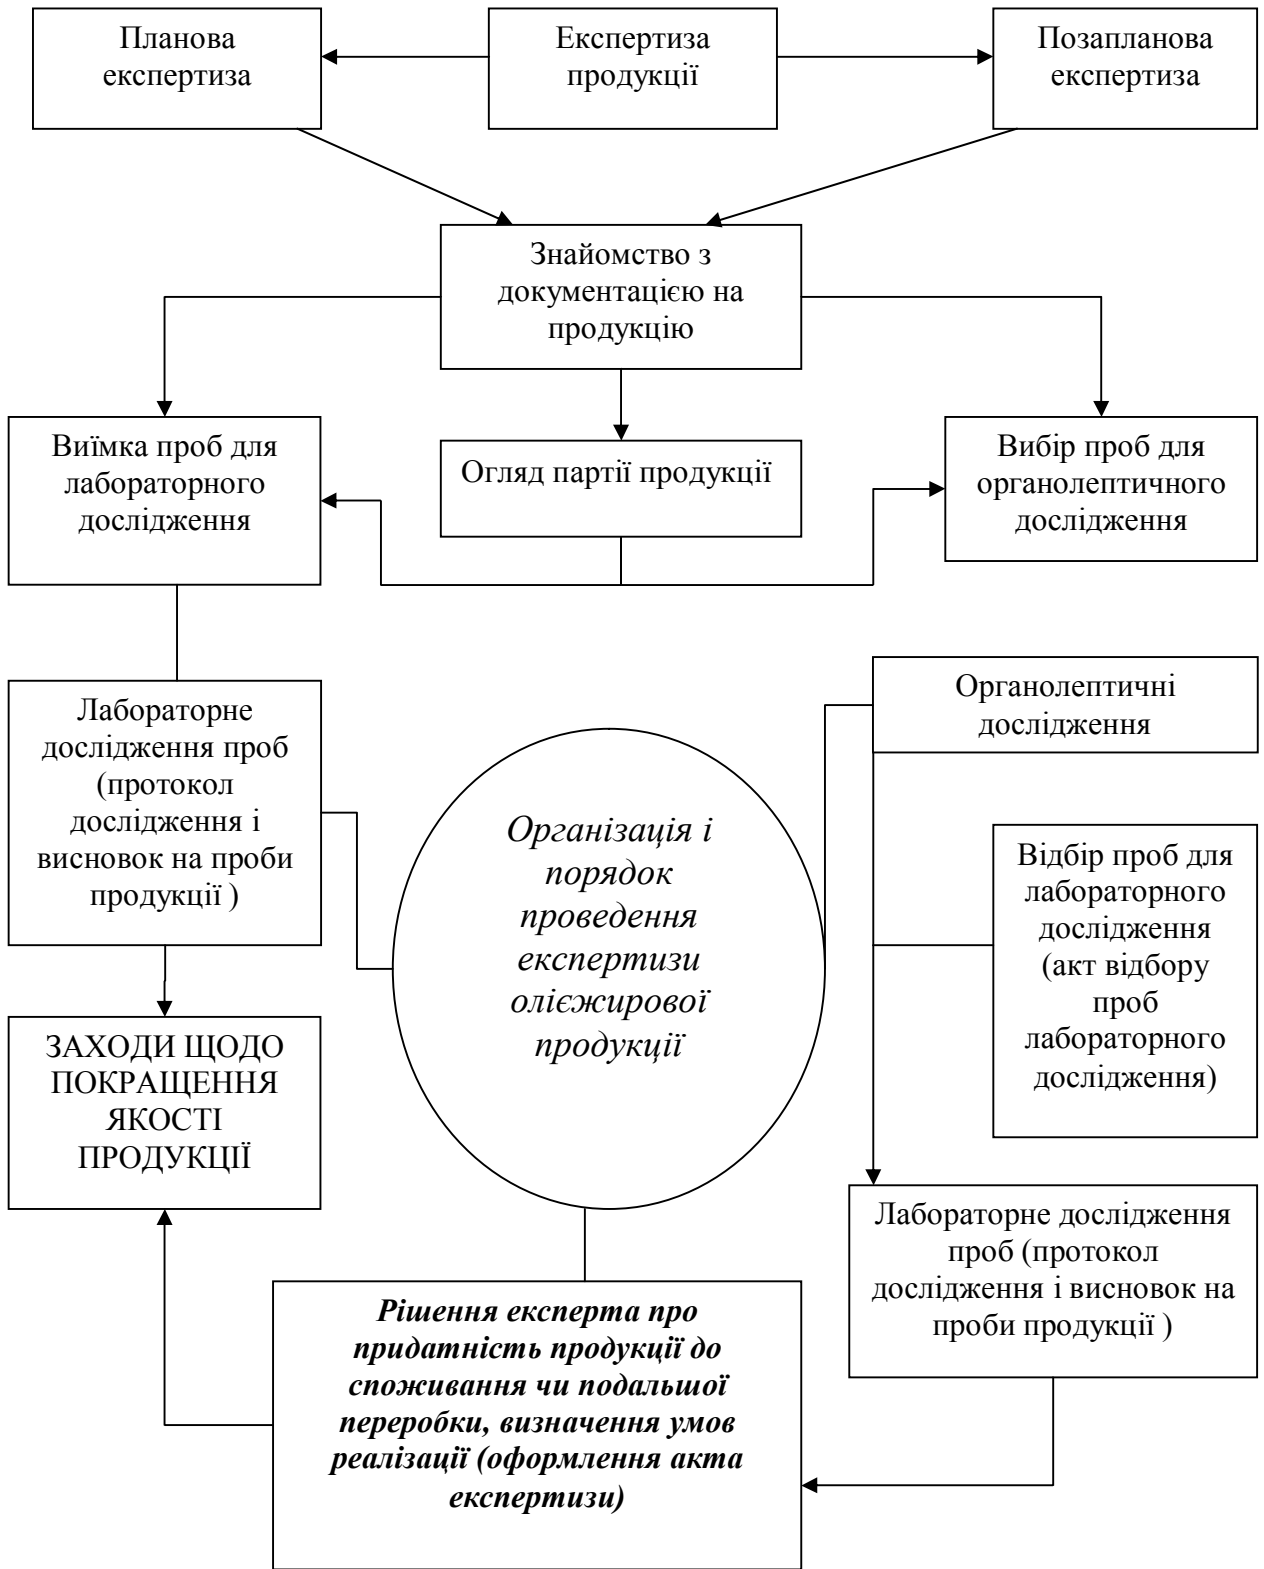 Планова
експертиза
Експертиза
продукції
Позапланова
експертиза
Знайомство з
документацією на
продукцію
Виїмка проб для
лабораторного
дослідження
Огляд партії продукції
Вибір проб для
органолептичного
дослідження
Лабораторне
дослідження проб
(протокол
дослідження і
висновок на проби
продукції )
Організація і
порядок
проведення
експертизи
олієжирової
продукції
Органолептичні
дослідження
Відбір проб для
лабораторного
дослідження
(акт відбору
проб
лабораторного
дослідження)
ЗАХОДИ ЩОДО
ПОКРАЩЕННЯ
ЯКОСТІ
ПРОДУКЦІЇ
Лабораторне дослідження
проб (протокол
дослідження і висновок на
проби продукції )
Рішення експерта про
придатність продукції до
споживання чи подальшої
переробки, визначення умов
реалізації (оформлення акта
експертизи)